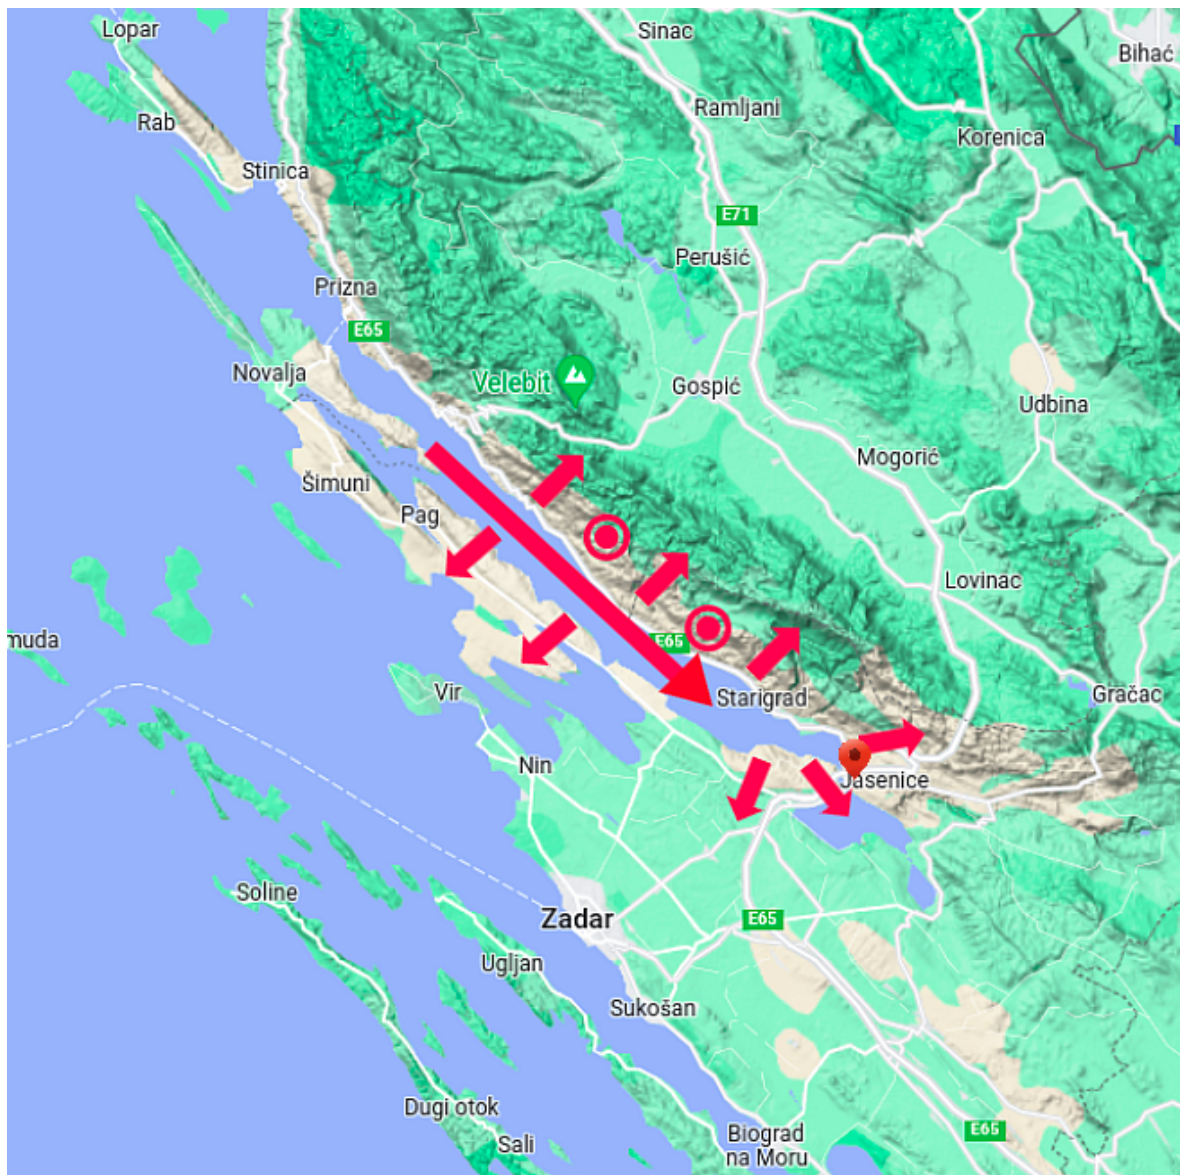 Lopar
Sinac
Bihać
Rab
Ramljani
Korenica
Stinica
E71
Perušić
Prizna
E65
Novalja
Velebit
Gospić
Udbina
Šimuni
Mogorić
Pag
Lovinac
muda
E65
Vir
Starigrad
Gračac
Nin
Jasenice
Soline
Zadar
E65
Ugljan
Sukošan
Dugi otok
Sali
Biograd
na Moru
E65